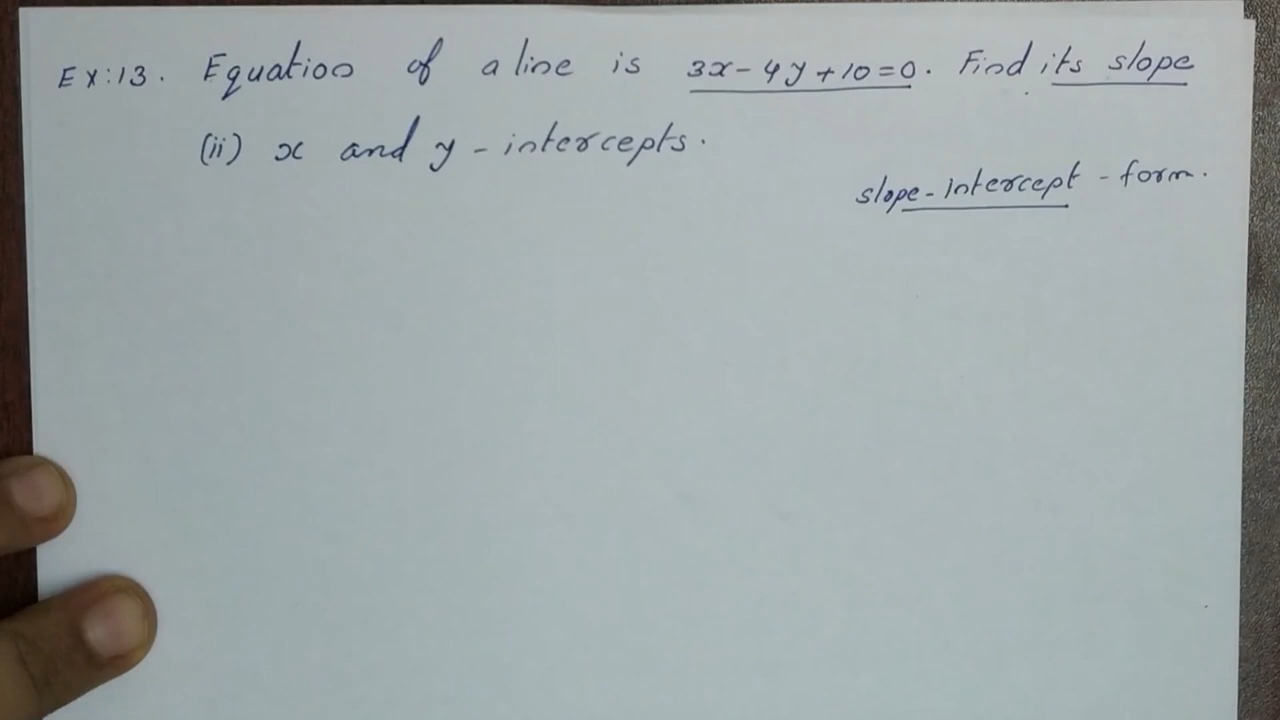 Ex:13. Equation of a line is 3x - 4y + 10 = 0. Find its slope
(ii) x and y - intercepts.
slope - intercept - form.